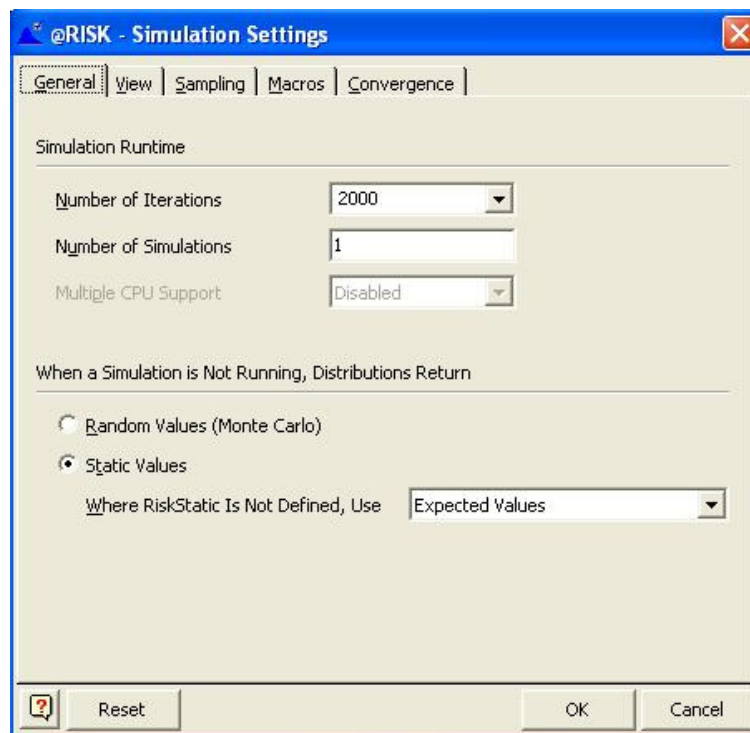 @RISK - Simulation Settings
General View Sampling Macros Convergence
Simulation Runtime
Number of Iterations 2000
Number of Simulations 1
Multiple CPU Support Disabled
When a Simulation is Not Running, Distributions Return
Random Values (Monte Carlo)
Static Values
Where RiskStatic Is Not Defined, Use Expected Values
? Reset OK Cancel